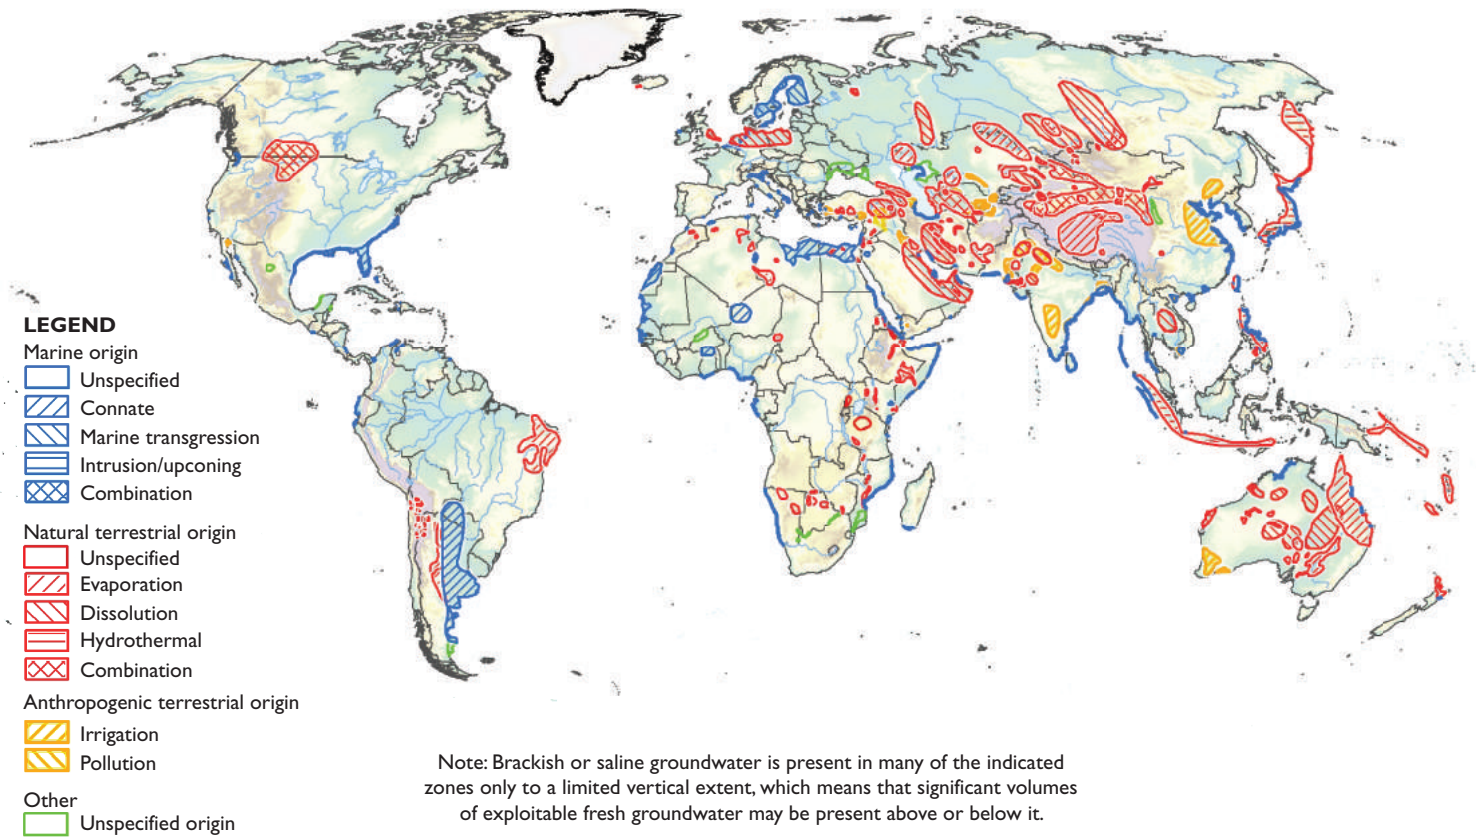 LEGEND
Marine origin
Unspecified
Connate
Marine transgression
Intrusion/upconing
Combination
Natural terrestrial origin
Unspecified
Evaporation
Dissolution
Hydrothermal
Combination
Anthropogenic terrestrial origin
Irrigation
Pollution
Other
Unspecified origin
Note: Brackish or saline groundwater is present in many of the indicated
zones only to a limited vertical extent, which means that significant volumes
of exploitable fresh groundwater may be present above or below it.